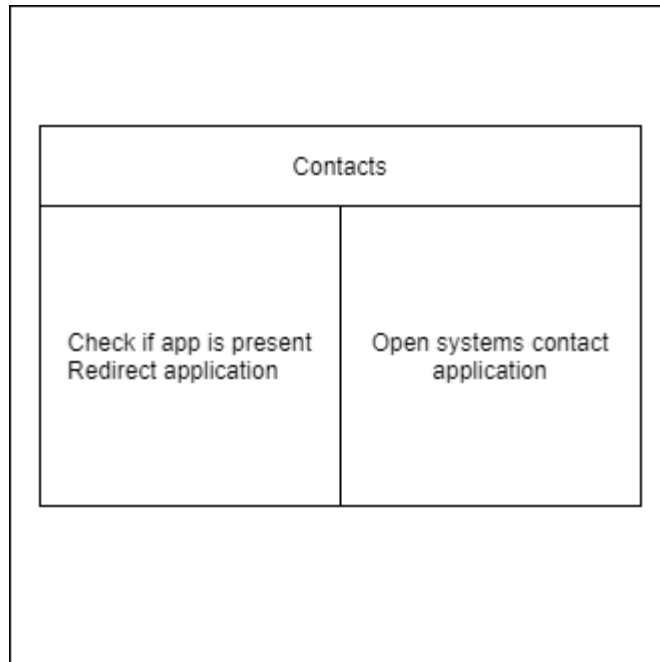 Contacts
Check if app is present
Redirect application
Open systems contact
application